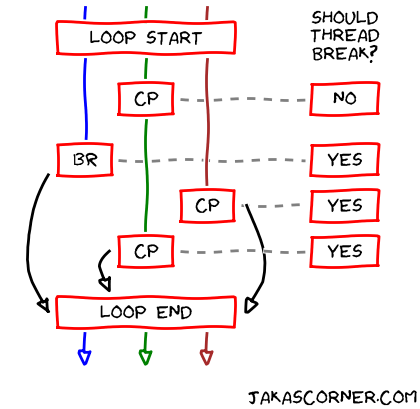 SHOULD
THREAD
BREAK?
LOOP START
CP
NO
BR
YES
CP
YES
CP
YES
LOOP END
JAKASCORNER.COM